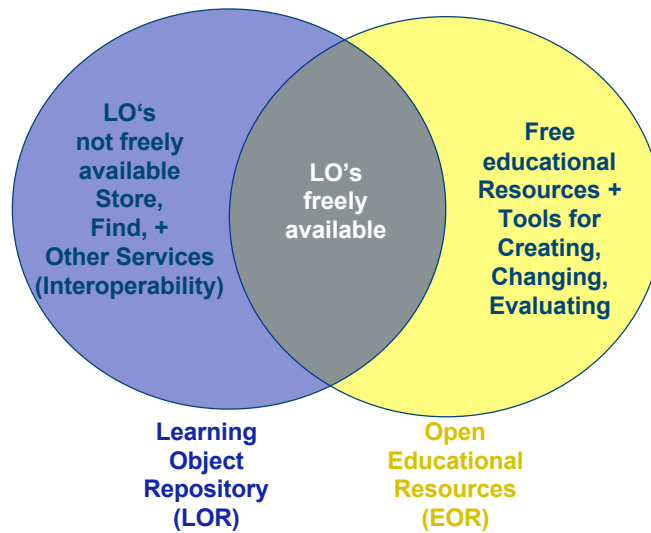 LO‘s
not freely
available
Store,
Find, +
Other Services
(Interoperability)
LO’s
freely
available
Free
educational
Resources +
Tools for
Creating,
Changing,
Evaluating
Learning
Object
Repository
(LOR)
Open
Educational
Resources
(EOR)